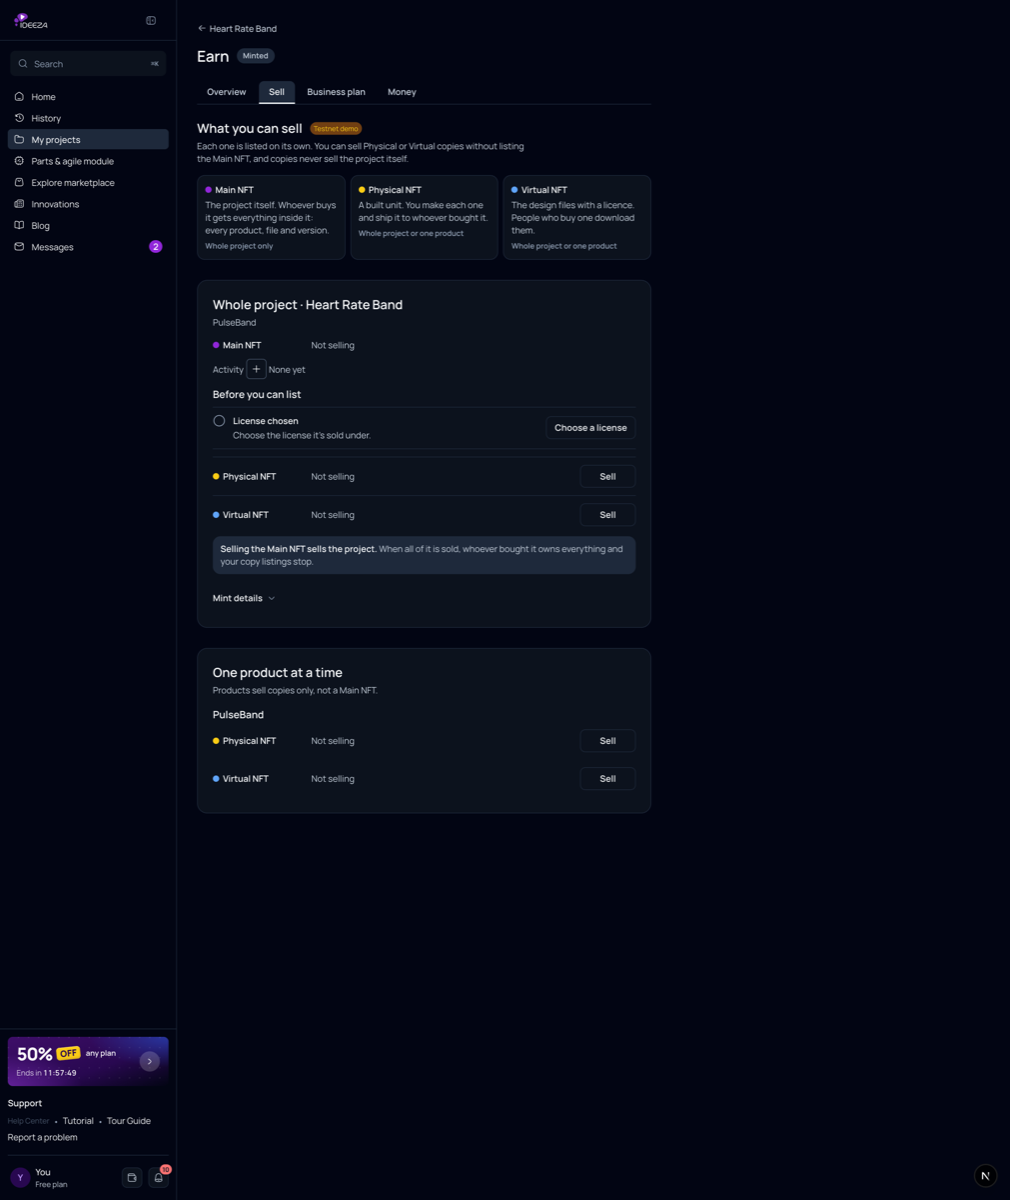 IDEEZA
Search
⌘K
Home
History
My projects
Parts & agile module
Explore marketplace
Innovations
Blog
Messages
2
50% OFF any plan
Ends in 11:57:49
Support
Help Center • Tutorial • Tour Guide
Report a problem
Y
You
Free plan
10
← Heart Rate Band
Earn
Minted
Overview
Sell
Business plan
Money
What you can sell
Testnet demo
Each one is listed on its own. You can sell Physical or Virtual copies without listing
the Main NFT, and copies never sell the project itself.
Main NFT
The project itself. Whoever buys
it gets everything inside it:
every product, file and version.
Whole project only
Physical NFT
A built unit. You make each one
and ship it to whoever bought it.
Whole project or one product
Virtual NFT
The design files with a licence.
People who buy one download
them.
Whole project or one product
Whole project · Heart Rate Band
PulseBand
Main NFT
Not selling
Activity + None yet
Before you can list
License chosen
Choose the license it's sold under.
Choose a license
Physical NFT
Not selling
Sell
Virtual NFT
Not selling
Sell
Selling the Main NFT sells the project. When all of it is sold, whoever bought it owns everything and
your copy listings stop.
Mint details
One product at a time
Products sell copies only, not a Main NFT.
PulseBand
Physical NFT
Not selling
Sell
Virtual NFT
Not selling
Sell
N